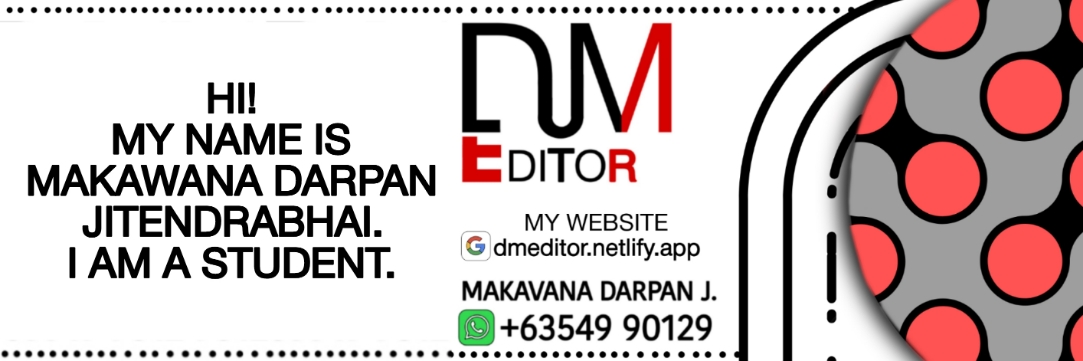 HI!
MY NAME IS
MAKAWANA DARPAN
JITENDRABHAI.
I AM A STUDENT.
DM
EDITOR
MY WEBSITE
G dmeditor.netlify.app
MAKAVANA DARPAN J.
+63549 90129